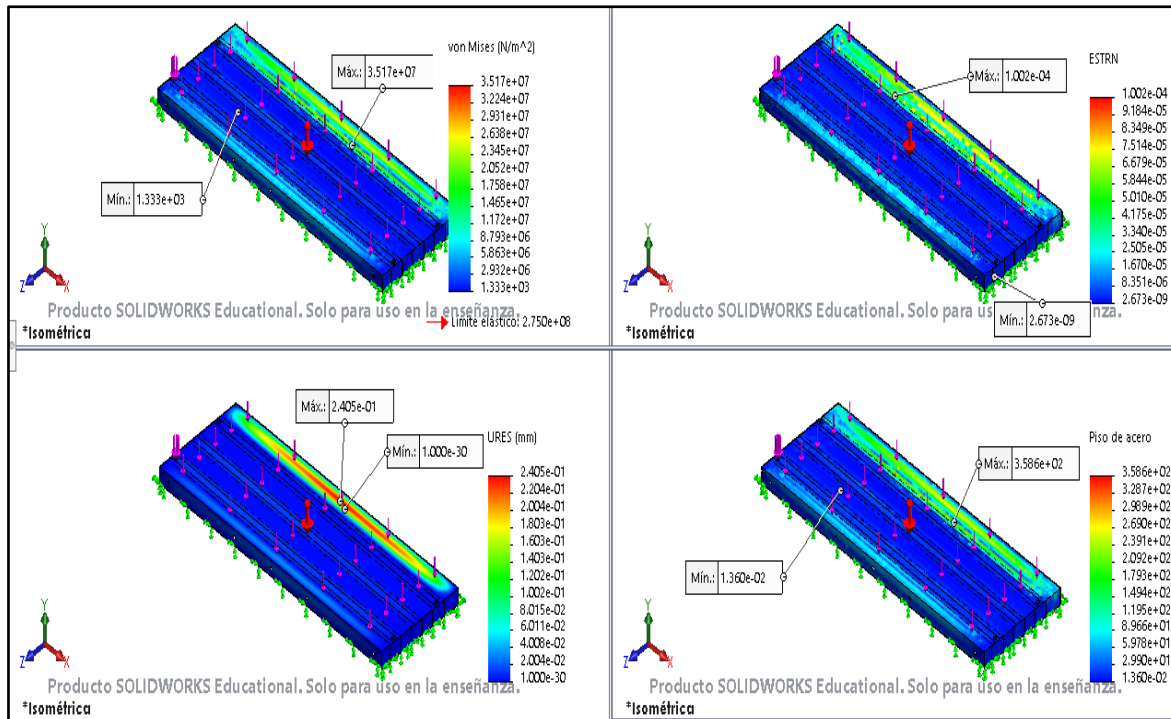 von Mises (N/m^2)
Máx.: 3.517e+07
3.517e+07
3.224e+07
2.931e+07
2.638e+07
2.345e+07
2.052e+07
1.758e+07
1.465e+07
1.172e+07
8.793e+06
5.863e+06
2.932e+06
1.333e+03
Mín.: 1.333e+03
Y
Z
X
Producto SOLIDWORKS Educational. Solo para uso en la enseñanza.
Límite elástico: 2.750e+08
*Isométrica
ESTRN
Máx.: 1.002e-04
1.002e-04
9.184e-05
8.349e-05
7.514e-05
6.679e-05
5.844e-05
5.010e-05
4.175e-05
3.340e-05
2.505e-05
1.670e-05
8.351e-06
2.673e-09
Y
Z
X
Producto SOLIDWORKS Educational. Solo para uso en la enseñanza.
Mín.: 2.673e-09
*Isométrica
Máx.: 2.405e-01
Mín.: 1.000e-30
URES (mm)
2.405e-01
2.204e-01
2.004e-01
1.803e-01
1.603e-01
1.403e-01
1.202e-01
1.002e-01
8.015e-02
6.011e-02
4.008e-02
2.004e-02
1.000e-30
Y
Z
X
Producto SOLIDWORKS Educational. Solo para uso en la enseñanza.
*Isométrica
Piso de acero
Máx.: 3.586e+02
3.586e+02
3.287e+02
2.989e+02
2.690e+02
2.391e+02
2.092e+02
1.793e+02
1.494e+02
1.195e+02
8.966e+01
5.978e+01
2.990e+01
1.360e-02
Mín.: 1.360e-02
Y
Z
X
Producto SOLIDWORKS Educational. Solo para uso en la enseñanza.
*Isométrica